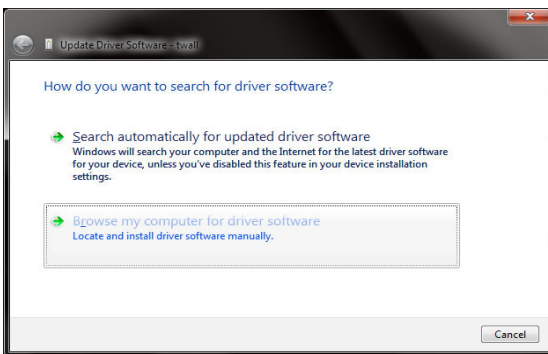 Update Driver Software - twall
How do you want to search for driver software?
Search automatically for updated driver software
Windows will search your computer and the Internet for the latest driver software
for your device, unless you've disabled this feature in your device installation
settings.
Browse my computer for driver software
Locate and install driver software manually.
Cancel